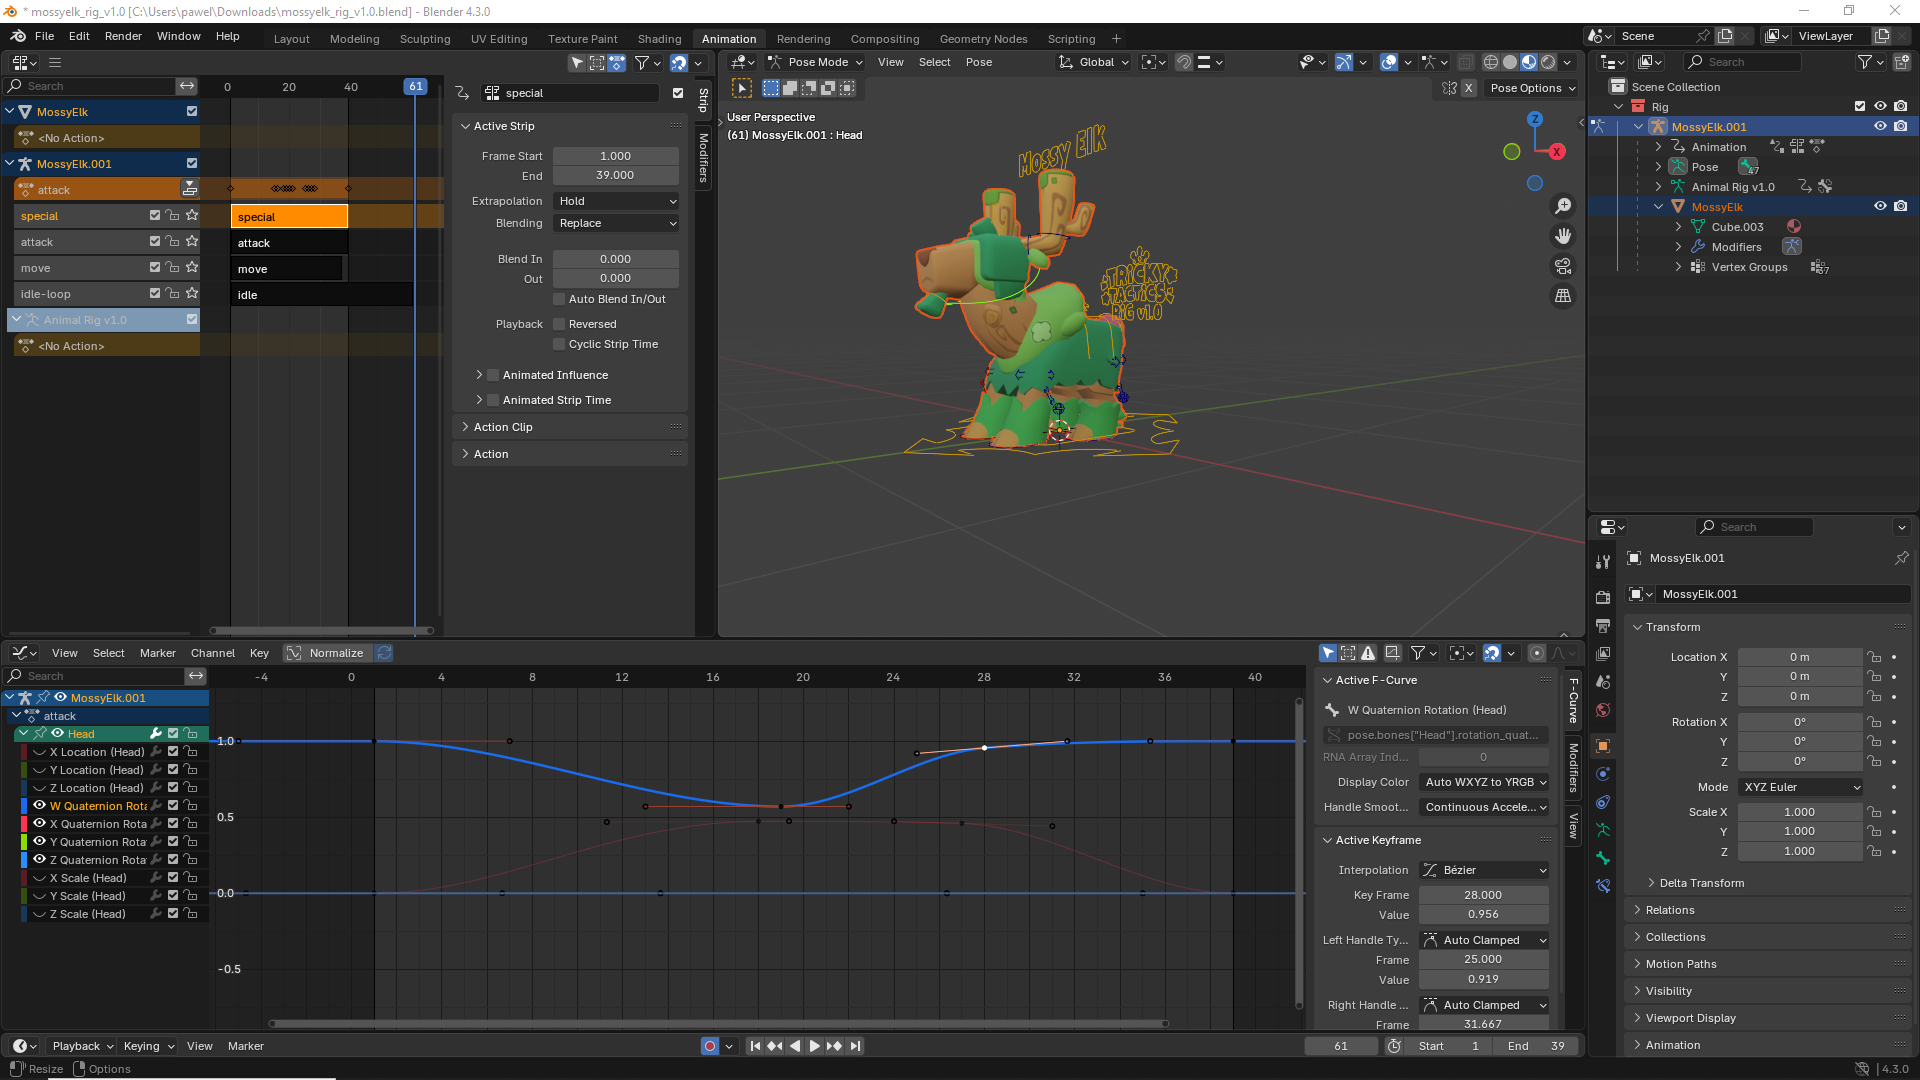 * mossyelk_rig_v1.0 [C:\Users\pawel\Downloads\mossyelk_rig_v1.0.blend] - Blender 4.3.0
File Edit Render Window Help Layout Modeling Sculpting UV Editing Texture Paint Shading Animation Rendering Compositing Geometry Nodes Scripting + Scene ViewLayer
Search 0 20 40 61
MossyElk
<No Action>
MossyElk.001
attack
special special
attack attack
move move
idle-loop idle
Animal Rig v1.0
<No Action>
special
Active Strip
Frame Start 1.000
End 39.000
Extrapolation Hold
Blending Replace
Blend In 0.000
Out 0.000
Auto Blend In/Out
Playback Reversed
Cyclic Strip Time
Animated Influence
Animated Strip Time
Action Clip
Action
Strip
Modifiers
Pose Mode View Select Pose Global
X Pose Options
User Perspective
(61) MossyElk.001 : Head
MOSSY ELK
TRICKY
TACTICS
RIG V1.0
Z
X
Search
Scene Collection
Rig
MossyElk.001
Animation
Pose 47
Animal Rig v1.0
MossyElk
Cube.003
Modifiers
Vertex Groups 37
Search
MossyElk.001
MossyElk.001
Transform
Location X 0 m
Y 0 m
Z 0 m
Rotation X 0°
Y 0°
Z 0°
Mode XYZ Euler
Scale X 1.000
Y 1.000
Z 1.000
Delta Transform
Relations
Collections
Motion Paths
Visibility
Viewport Display
Animation
View Select Marker Channel Key Normalize
Search -4 0 4 8 12 16 20 24 28 32 36 40
MossyElk.001
attack
Head
X Location (Head)
Y Location (Head)
Z Location (Head)
W Quaternion Rota
X Quaternion Rota
Y Quaternion Rota
Z Quaternion Rota
X Scale (Head)
Y Scale (Head)
Z Scale (Head)
1.0
0.5
0.0
-0.5
Active F-Curve
W Quaternion Rotation (Head)
pose.bones["Head"].rotation_quat...
RNA Array Ind... 0
Display Color Auto WXYZ to YRGB
Handle Smoot... Continuous Accele...
Active Keyframe
Interpolation Bézier
Key Frame 28.000
Value 0.956
Left Handle Ty... Auto Clamped
Frame 25.000
Value 0.919
Right Handle ... Auto Clamped
Frame 31.667
F-Curve
Modifiers
View
Playback Keying View Marker 61 Start 1 End 39
Resize Options 4.3.0